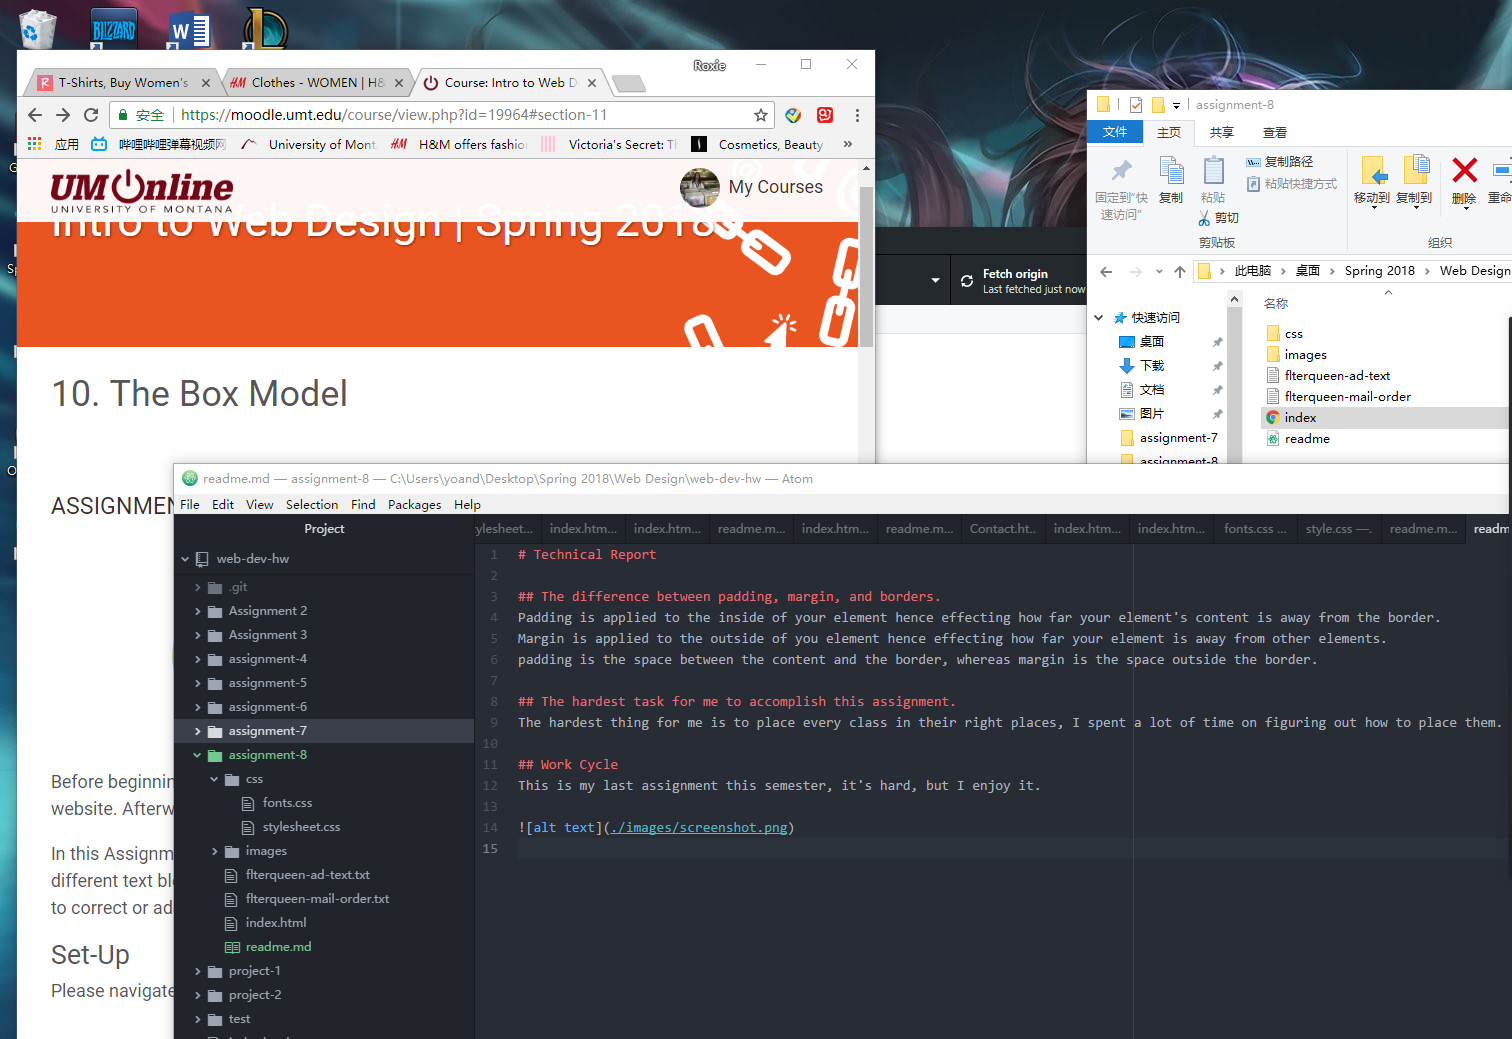 BLIZZARD
W
Roxie
T-Shirts, Buy Women's
H&M Clothes - WOMEN | H&
Course: Intro to Web D
安全 https://moodle.umt.edu/course/view.php?id=19964#section-11
应用 哔哩哔哩弹幕视频网 University of Mont H&M H&M offers fashio Victoria's Secret: Cosmetics, Beauty »
UM Online
UNIVERSITY OF MONTANA
My Courses
Intro to Web Design | Spring 2018
10. The Box Model
ASSIGNMEN
Before beginnin
website. Afterw
In this Assignm
different text bl
to correct or ad
Set-Up
Please navigate
Fetch origin
Last fetched just now
assignment-8
文件 主页 共享 查看
固定到"快
速访问"
复制
粘贴
复制路径
粘贴快捷方式
剪切
剪贴板
移动到 复制到 删除 重命
组织
此电脑 › 桌面 › Spring 2018 › Web Design
名称
快速访问
桌面
下载
文档
图片
assignment-7
assignment-8
css
images
flterqueen-ad-text
flterqueen-mail-order
index
readme
readme.md — assignment-8 — C:\Users\yoand\Desktop\Spring 2018\Web Design\web-dev-hw — Atom
File Edit View Selection Find Packages Help
Project
ylesheet... index.htm... index.htm... readme.m... index.htm... readme.m... Contact.ht... index.htm... index.htm... fonts.css ... style.css —. readme.m... readm
web-dev-hw
.git
Assignment 2
Assignment 3
assignment-4
assignment-5
assignment-6
assignment-7
assignment-8
css
fonts.css
stylesheet.css
images
flterqueen-ad-text.txt
flterqueen-mail-order.txt
index.html
readme.md
project-1
project-2
test
1 # Technical Report
2
3 ## The difference between padding, margin, and borders.
4 Padding is applied to the inside of your element hence effecting how far your element's content is away from the border.
5 Margin is applied to the outside of you element hence effecting how far your element is away from other elements.
6 padding is the space between the content and the border, whereas margin is the space outside the border.
7
8 ## The hardest task for me to accomplish this assignment.
9 The hardest thing for me is to place every class in their right places, I spent a lot of time on figuring out how to place them.
10
11 ## Work Cycle
12 This is my last assignment this semester, it's hard, but I enjoy it.
13
14 ![alt text](./images/screenshot.png)
15